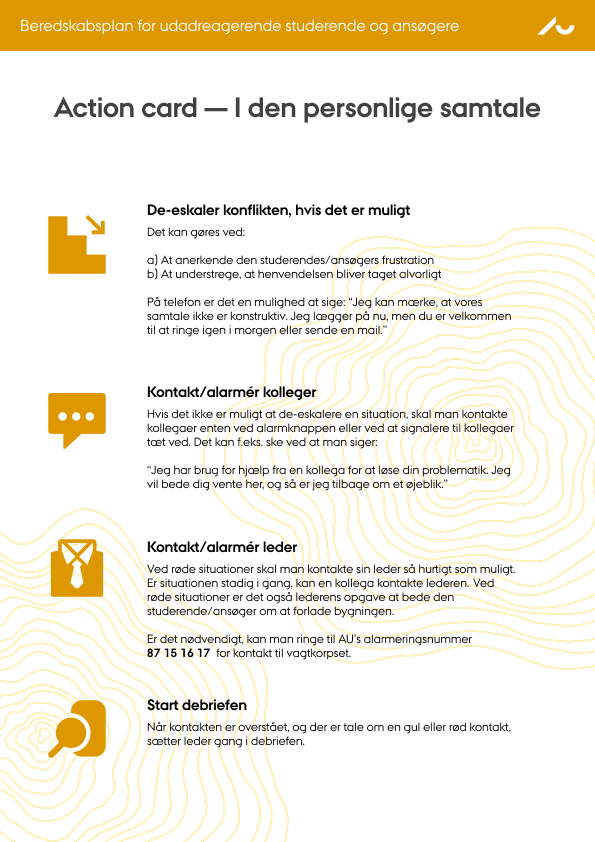 Beredskabsplan for udadreagerende studerende og ansøgere
Action card — I den personlige samtale
De-eskaler konflikten, hvis det er muligt
Det kan gøres ved:
a) At anerkende den studerendes/ansøgers frustration
b) At understrege, at henvendelsen bliver taget alvorligt
På telefon er det en mulighed at sige: “Jeg kan mærke, at vores
samtale ikke er konstruktiv. Jeg lægger på nu, men du er velkommen
til at ringe igen i morgen eller sende en mail.”
Kontakt/alarmér kolleger
Hvis det ikke er muligt at de-eskalere en situation, skal man kontakte
kollegaer enten ved alarmknappen eller ved at signalere til kollegaer
tæt ved. Det kan f.eks. ske ved at man siger:
“Jeg har brug for hjælp fra en kollega for at løse din problematik. Jeg
vil bede dig vente her, og så er jeg tilbage om et øjeblik.”
Kontakt/alarmér leder
Ved røde situationer skal man kontakte sin leder så hurtigt som muligt.
Er situationen stadig i gang, kan en kollega kontakte lederen. Ved
røde situationer er det også lederens opgave at bede den
studerende/ansøger om at forlade bygningen.
Er det nødvendigt, kan man ringe til AU’s alarmeringsnummer
87 15 16 17 for kontakt til vagtkorpset.
Start debriefen
Når kontakten er overstået, og der er tale om en gul eller rød kontakt,
sætter leder gang i debriefen.